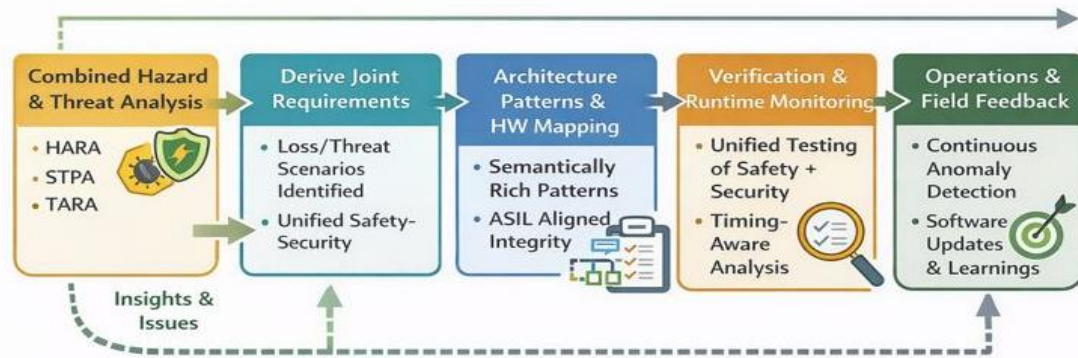 Combined Hazard
& Threat Analysis
• HARA
• STPA
• TARA
Derive Joint
Requirements
• Loss/Threat
Scenarios
Identified
• Unified Safety-
Security
Architecture
Patterns &
HW Mapping
• Semantically
Rich Patterns
• ASIL Aligned
Integrity
Verification &
Runtime Monitoring
• Unified Testing
of Safety +
Security
• Timing-
Aware
Analysis
Operations &
Field Feedback
• Continuous
Anomaly
Detection
• Software
Updates
& Learnings
Insights &
Issues